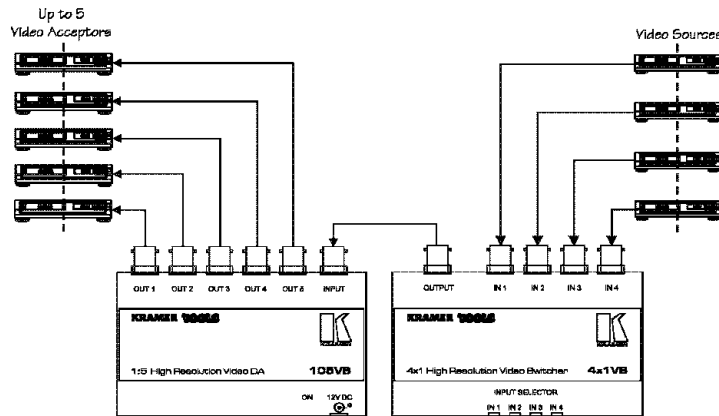 Up to 5
Video Acceptors
Video Sources
OUT 1 OUT 2 OUT 3 OUT 4 OUT 5 INPUT
OUTPUT IN 1 IN 2 IN 3 IN 4
KRAMER TOOLS
KRAMER
1:5 High Resolution Video DA 105VB
ON 12V DC
KRAMER TOOLS
KRAMER
4x1 High Resolution Video Switcher 4x1VB
INPUT SELECTOR
IN 1 IN 2 IN 3 IN 4